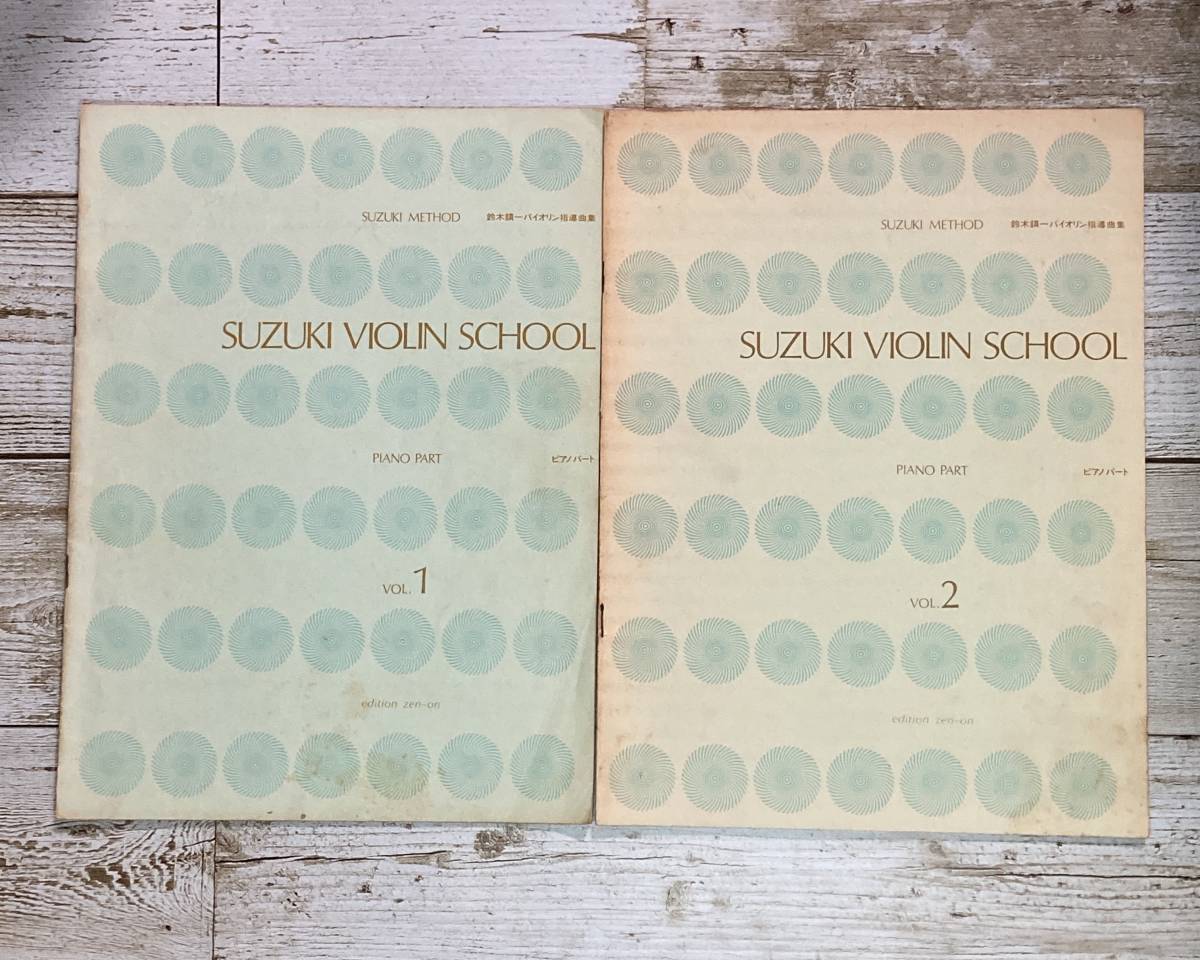 SUZUKI METHOD 鈴木鎮一バイオリン指導曲集
SUZUKI VIOLIN SCHOOL
PIANO PART ピアノパート
VOL. 1
edition zen-on
SUZUKI METHOD 鈴木鎮一バイオリン指導曲集
SUZUKI VIOLIN SCHOOL
PIANO PART ピアノパート
VOL. 2
edition zen-on